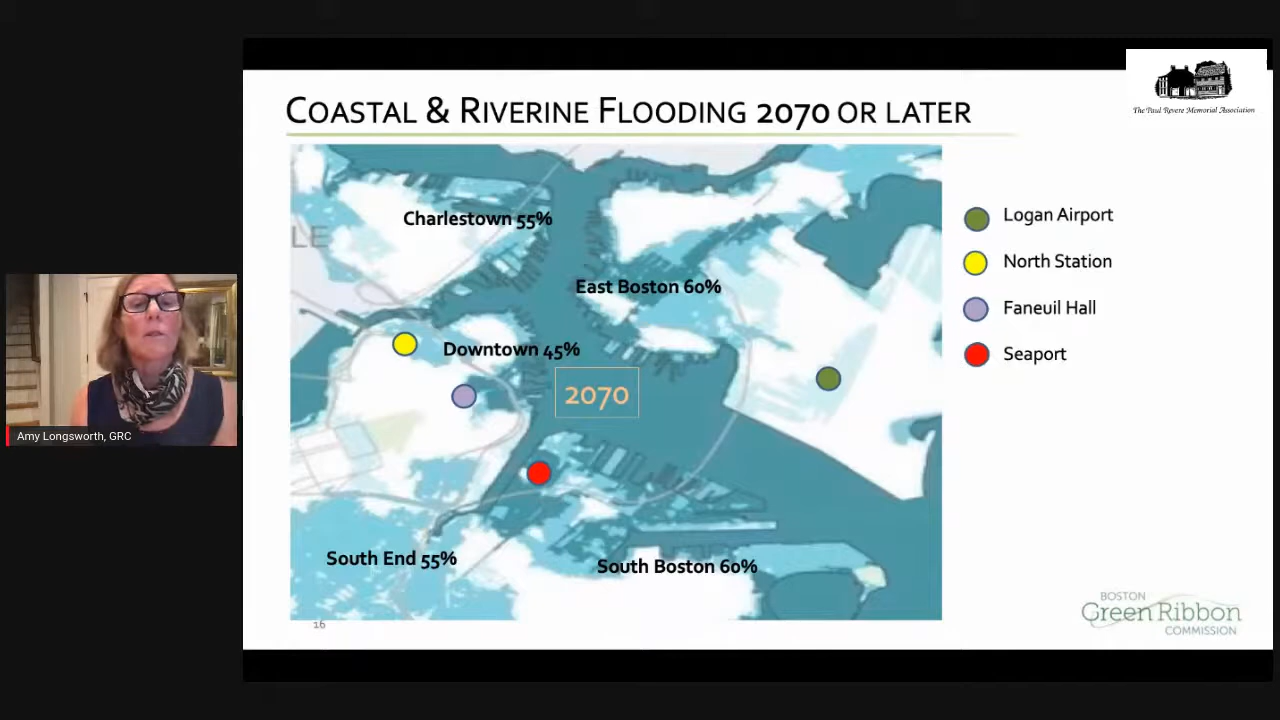 The Paul Revere Memorial Association
COASTAL & RIVERINE FLOODING 2070 OR LATER
LE
Charlestown 55%
East Boston 60%
Downtown 45%
2070
South End 55%
South Boston 60%
Logan Airport
North Station
Faneuil Hall
Seaport
Amy Longsworth, GRC
16
BOSTON
Green Ribbon
COMMISSION